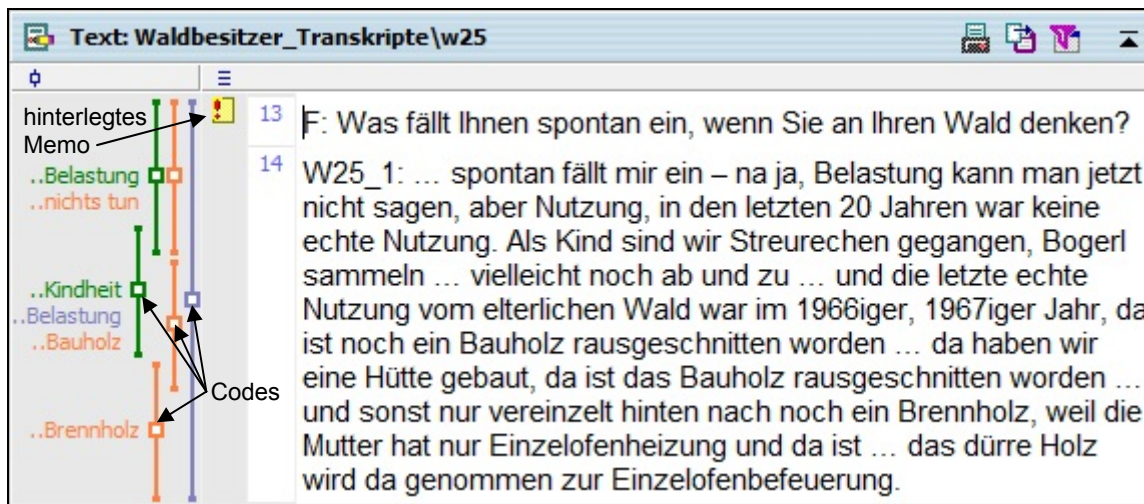 Text: Waldbesitzer_Transkripte\w25
hinterlegtes
Memo
..Belastung
..nichts tun
..Kindheit
..Belastung
..Bauholz
..Brennholz
Codes
13 F: Was fällt Ihnen spontan ein, wenn Sie an Ihren Wald denken?
14 W25_1: … spontan fällt mir ein – na ja, Belastung kann man jetzt
nicht sagen, aber Nutzung, in den letzten 20 Jahren war keine
echte Nutzung. Als Kind sind wir Streurechen gegangen, Bogerl
sammeln … vielleicht noch ab und zu … und die letzte echte
Nutzung vom elterlichen Wald war im 1966iger, 1967iger Jahr, da
ist noch ein Bauholz rausgeschnitten worden … da haben wir
eine Hütte gebaut, da ist das Bauholz rausgeschnitten worden …
und sonst nur vereinzelt hinten nach noch ein Brennholz, weil die
Mutter hat nur Einzelofenheizung und da ist … das dürre Holz
wird da genommen zur Einzelofenbefeuerung.